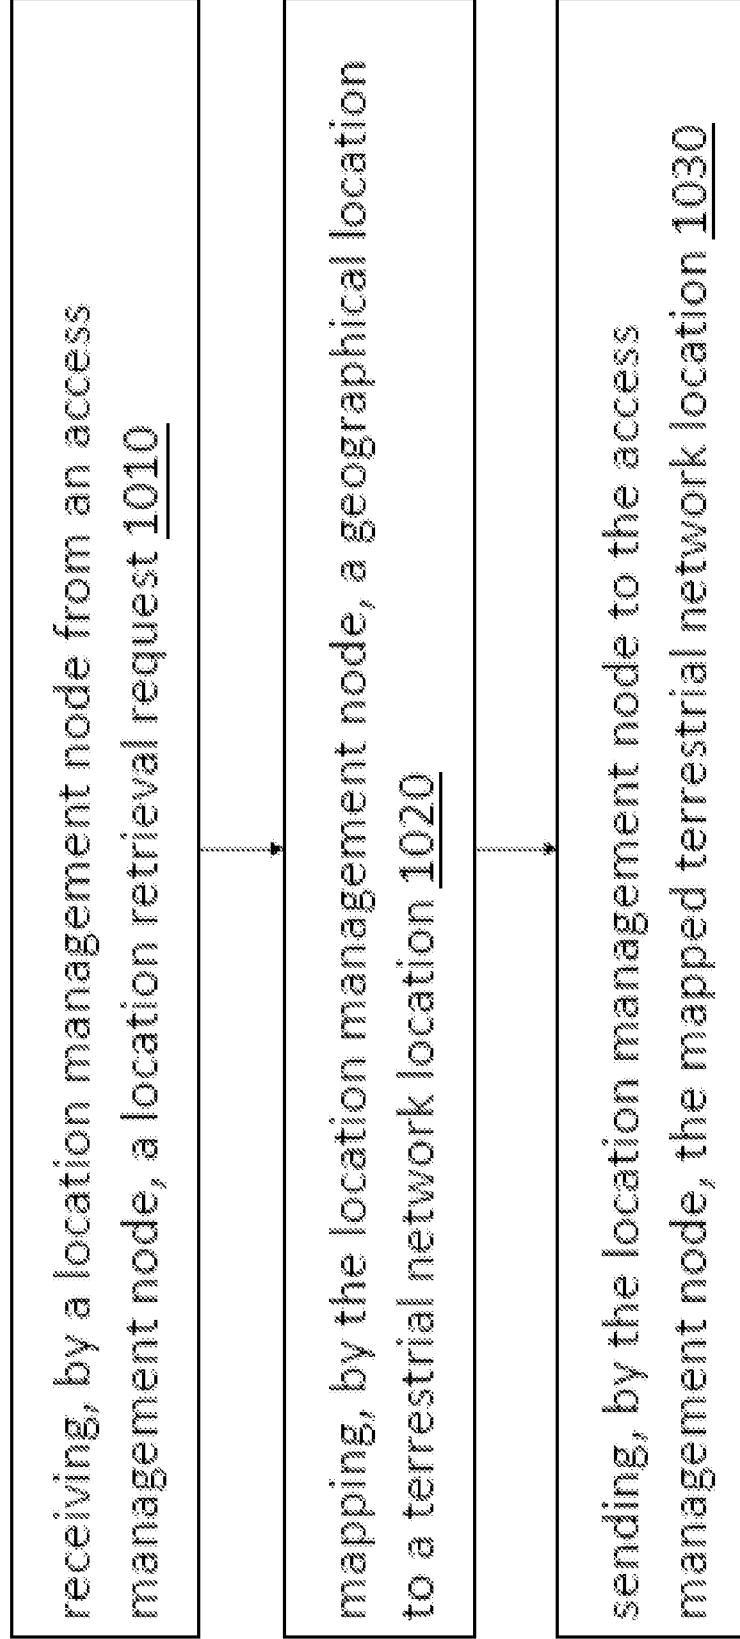 receiving, by a location management node from an access
management node, a location retrieval request 1010
mapping, by the location management node, a geographical location
to a terrestrial network location 1020
sending, by the location management node to the access
management node, the mapped terrestrial network location 1030